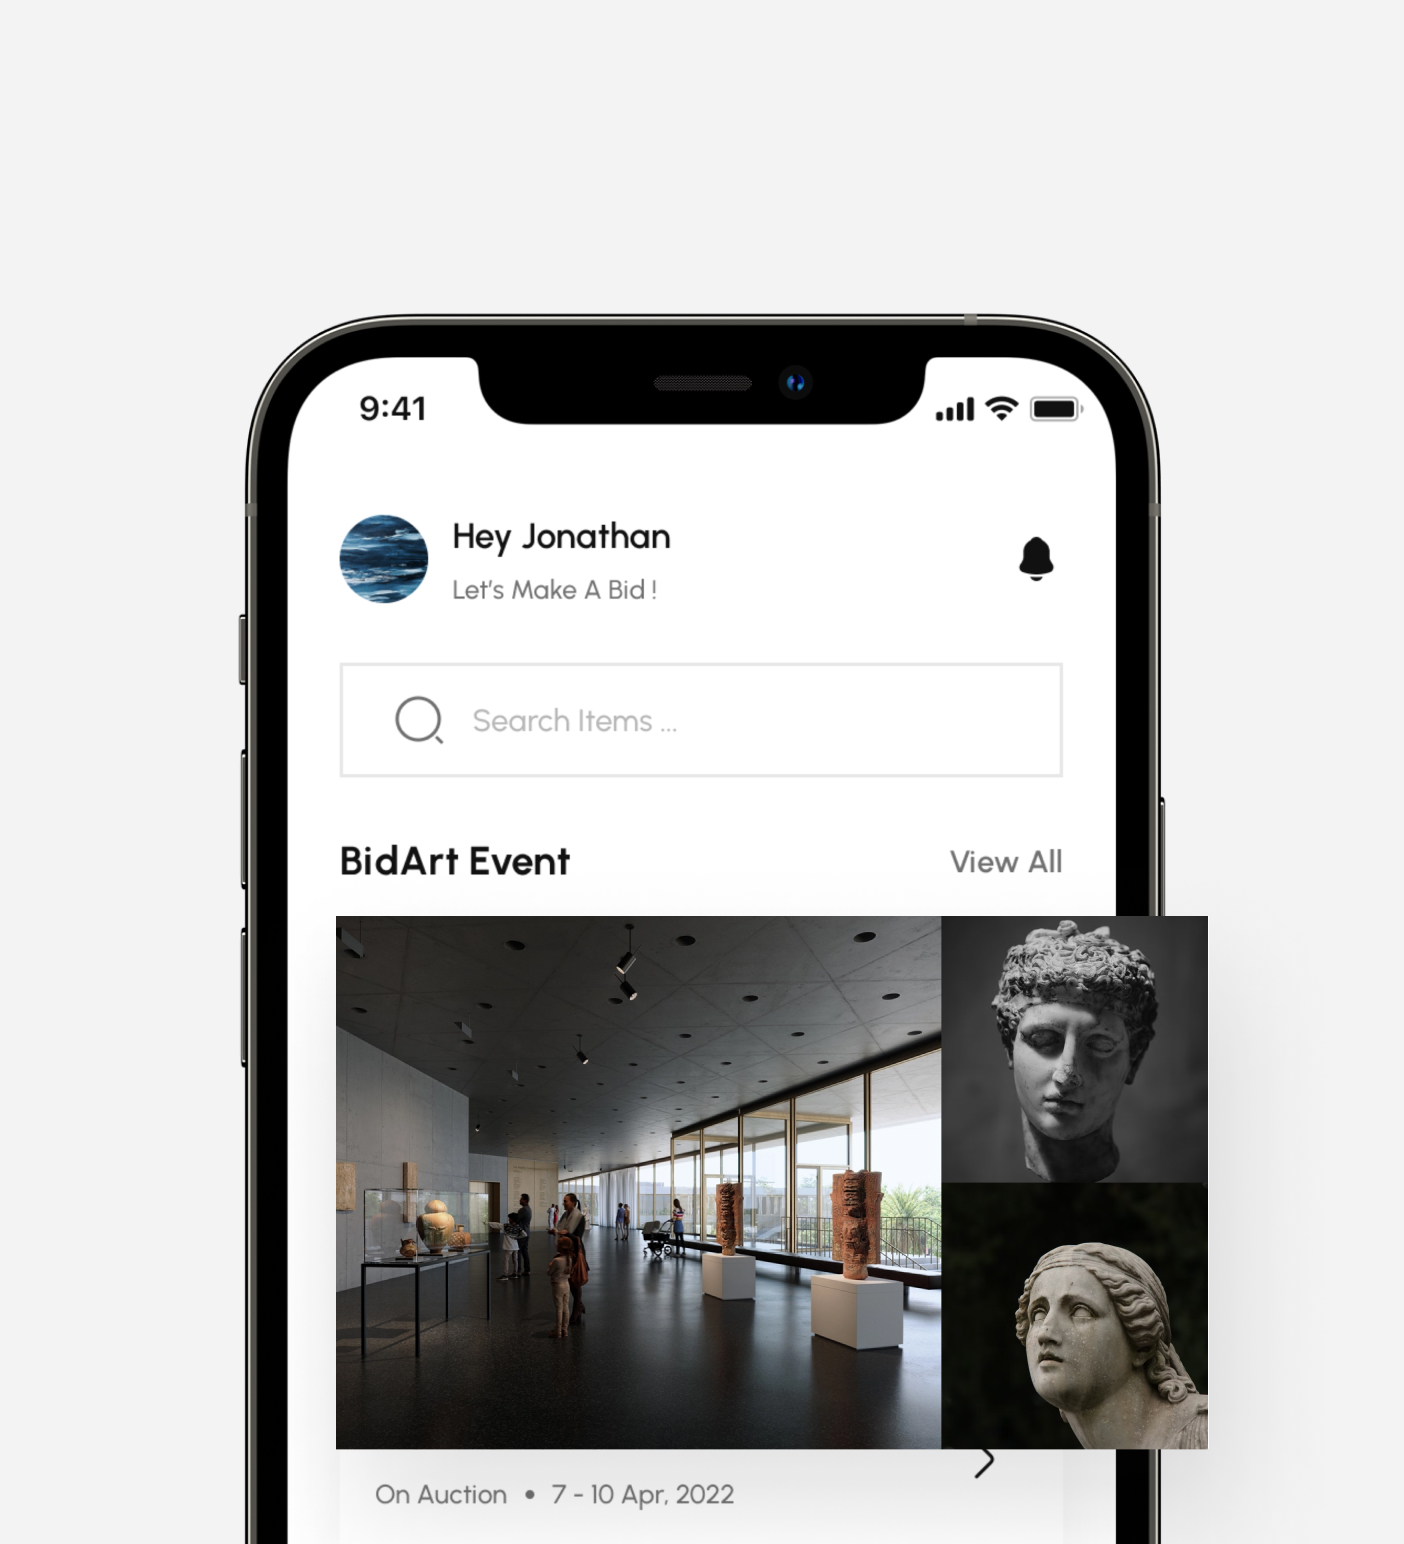 9:41
Hey Jonathan
Let's Make A Bid !
Search Items ...
BidArt Event
View All
On Auction • 7 - 10 Apr, 2022